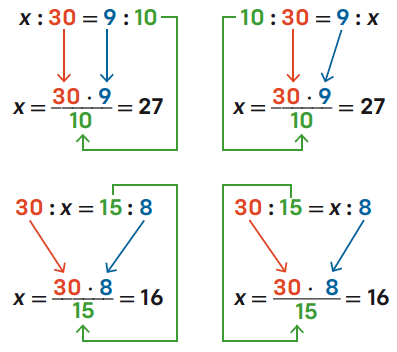 x : 30 = 9 : 10
x = 30 · 9 / 10 = 27
10 : 30 = 9 : x
x = 30 · 9 / 10 = 27
30 : x = 15 : 8
x = 30 · 8 / 15 = 16
30 : 15 = x : 8
x = 30 · 8 / 15 = 16